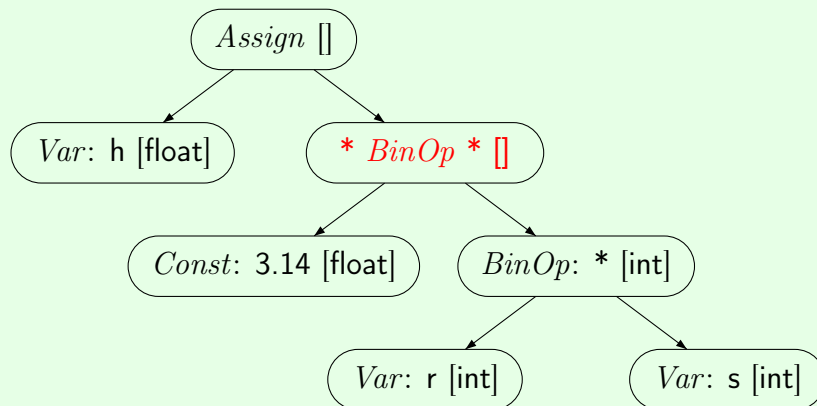 Assign []
Var: h [float]
* BinOp * []
Const: 3.14 [float]
BinOp: * [int]
Var: r [int]
Var: s [int]